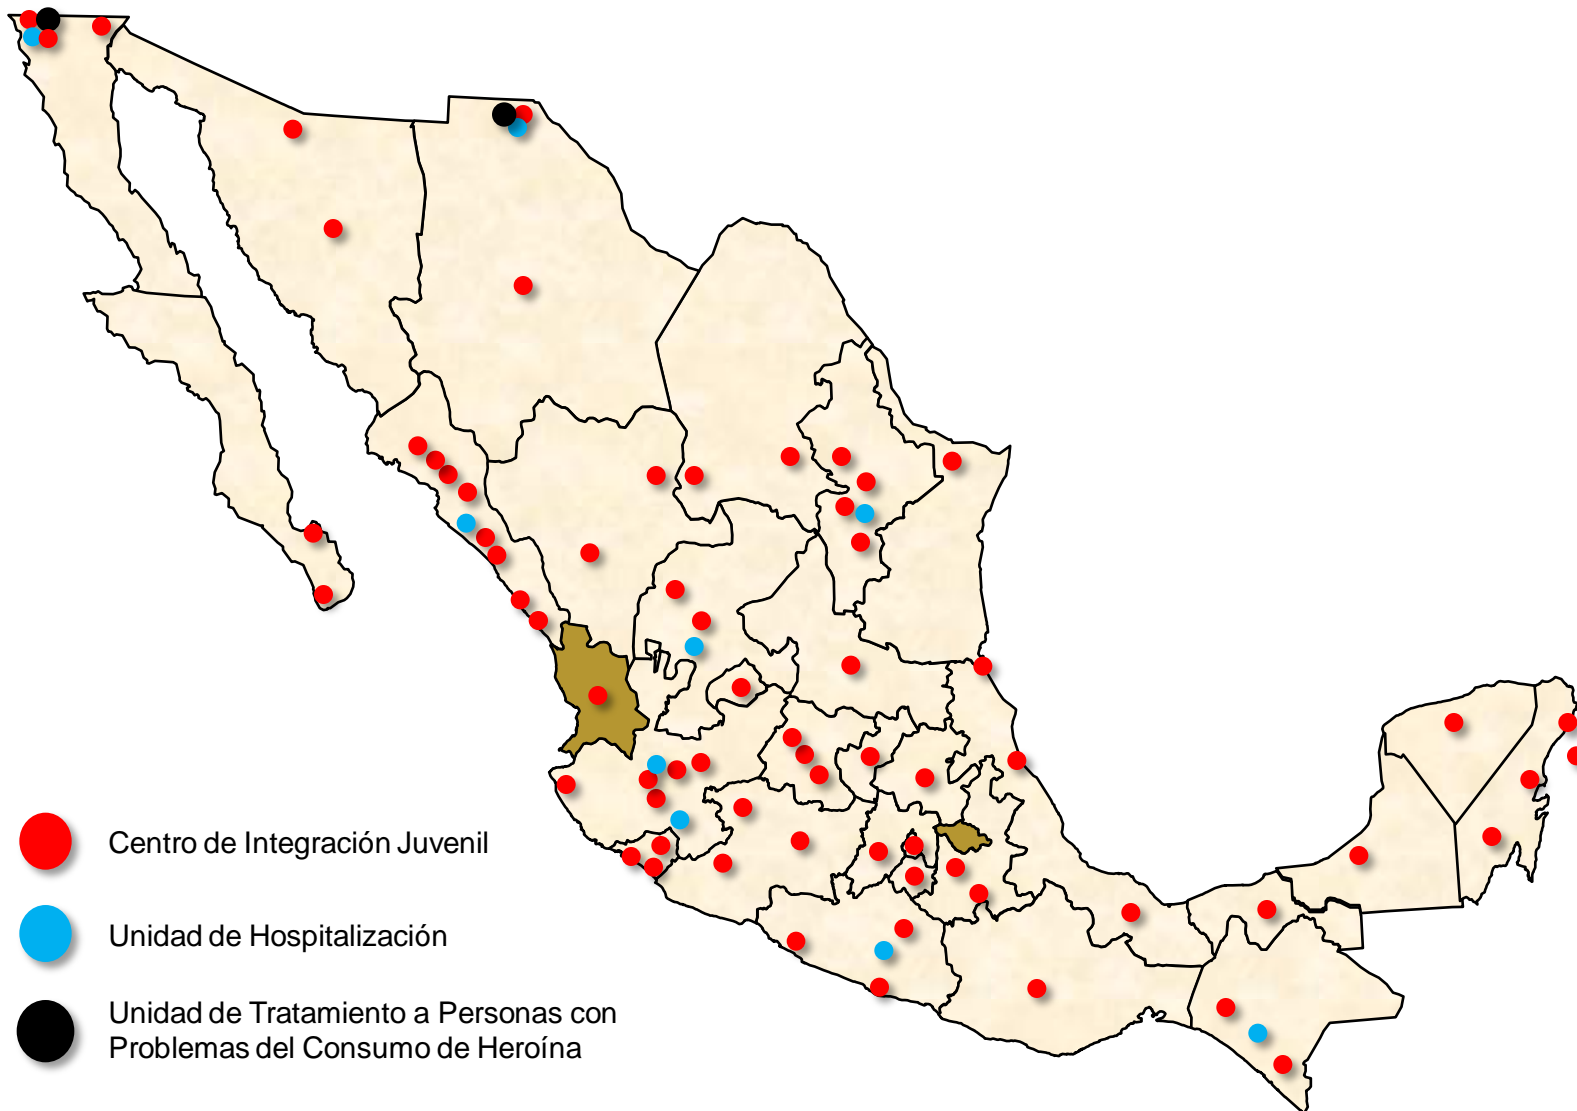 Centro de Integración Juvenil
Unidad de Hospitalización
Unidad de Tratamiento a Personas con
Problemas del Consumo de Heroína